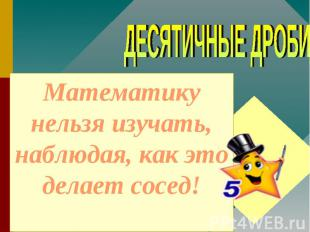 ДЕСЯТИЧНЫЕ ДРОБИ
Математику
нельзя изучать,
наблюдая, как это
делает сосед!
5